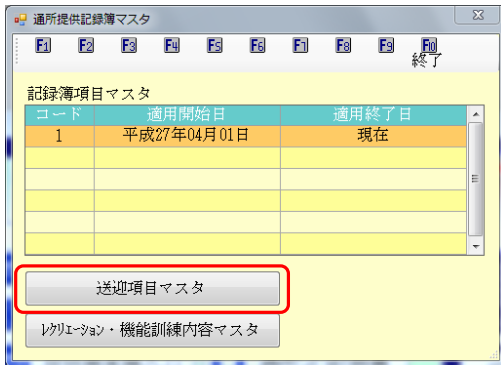 通所提供記録簿マスタ
F1 F2 F3 F4 F5 F6 F7 F8 F9 F10
終了
記録簿項目マスタ
コード 適用開始日 適用終了日
1 平成27年04月01日 現在
送迎項目マスタ
ﾚｸﾘｴｰｼｮﾝ・機能訓練内容マスタ